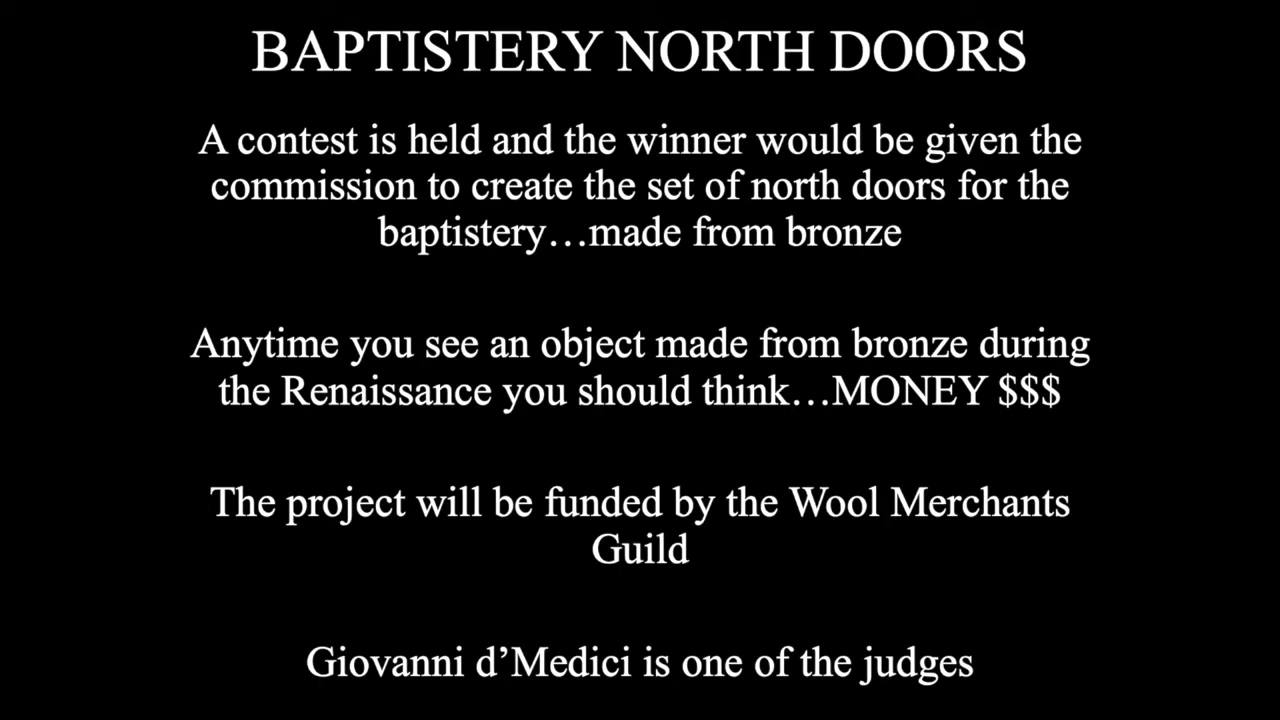 BAPTISTERY NORTH DOORS
A contest is held and the winner would be given the
commission to create the set of north doors for the
baptistery…made from bronze
Anytime you see an object made from bronze during
the Renaissance you should think…MONEY $$$
The project will be funded by the Wool Merchants
Guild
Giovanni d’Medici is one of the judges